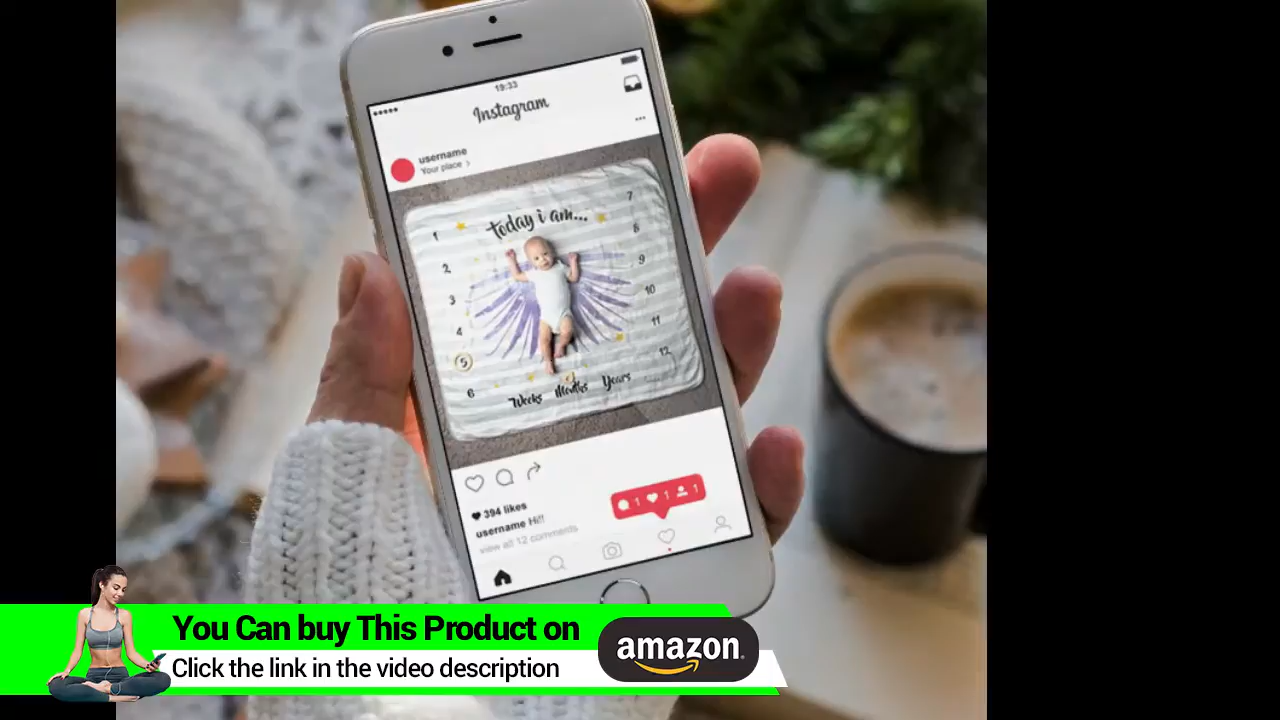 19:33
Instagram
username
Your place >
today i am...
1
2
3
4
5
6
7
8
9
10
11
12
Weeks Months Years
394 likes
username Hi!!
view all 12 comments
1 1 1
You Can buy This Product on
amazon
Click the link in the video description